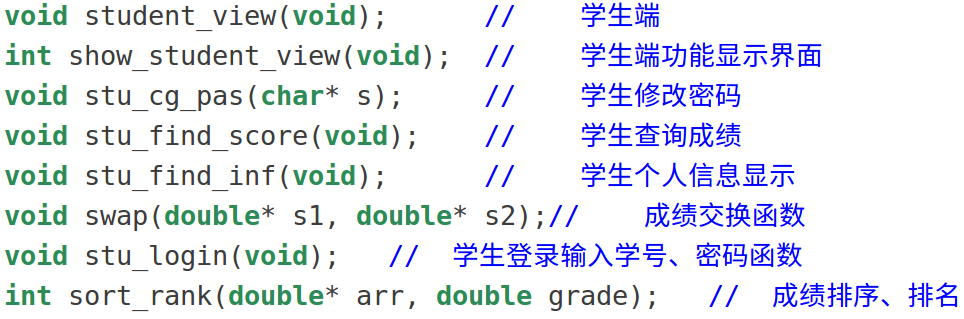 void student_view(void);      //    学生端
int show_student_view(void);  //    学生端功能显示界面
void stu_cg_pas(char* s);     //    学生修改密码
void stu_find_score(void);    //    学生查询成绩
void stu_find_inf(void);      //    学生个人信息显示
void swap(double* s1, double* s2);//    成绩交换函数
void stu_login(void);   //  学生登录输入学号、密码函数
int sort_rank(double* arr, double grade);   //  成绩排序、排名